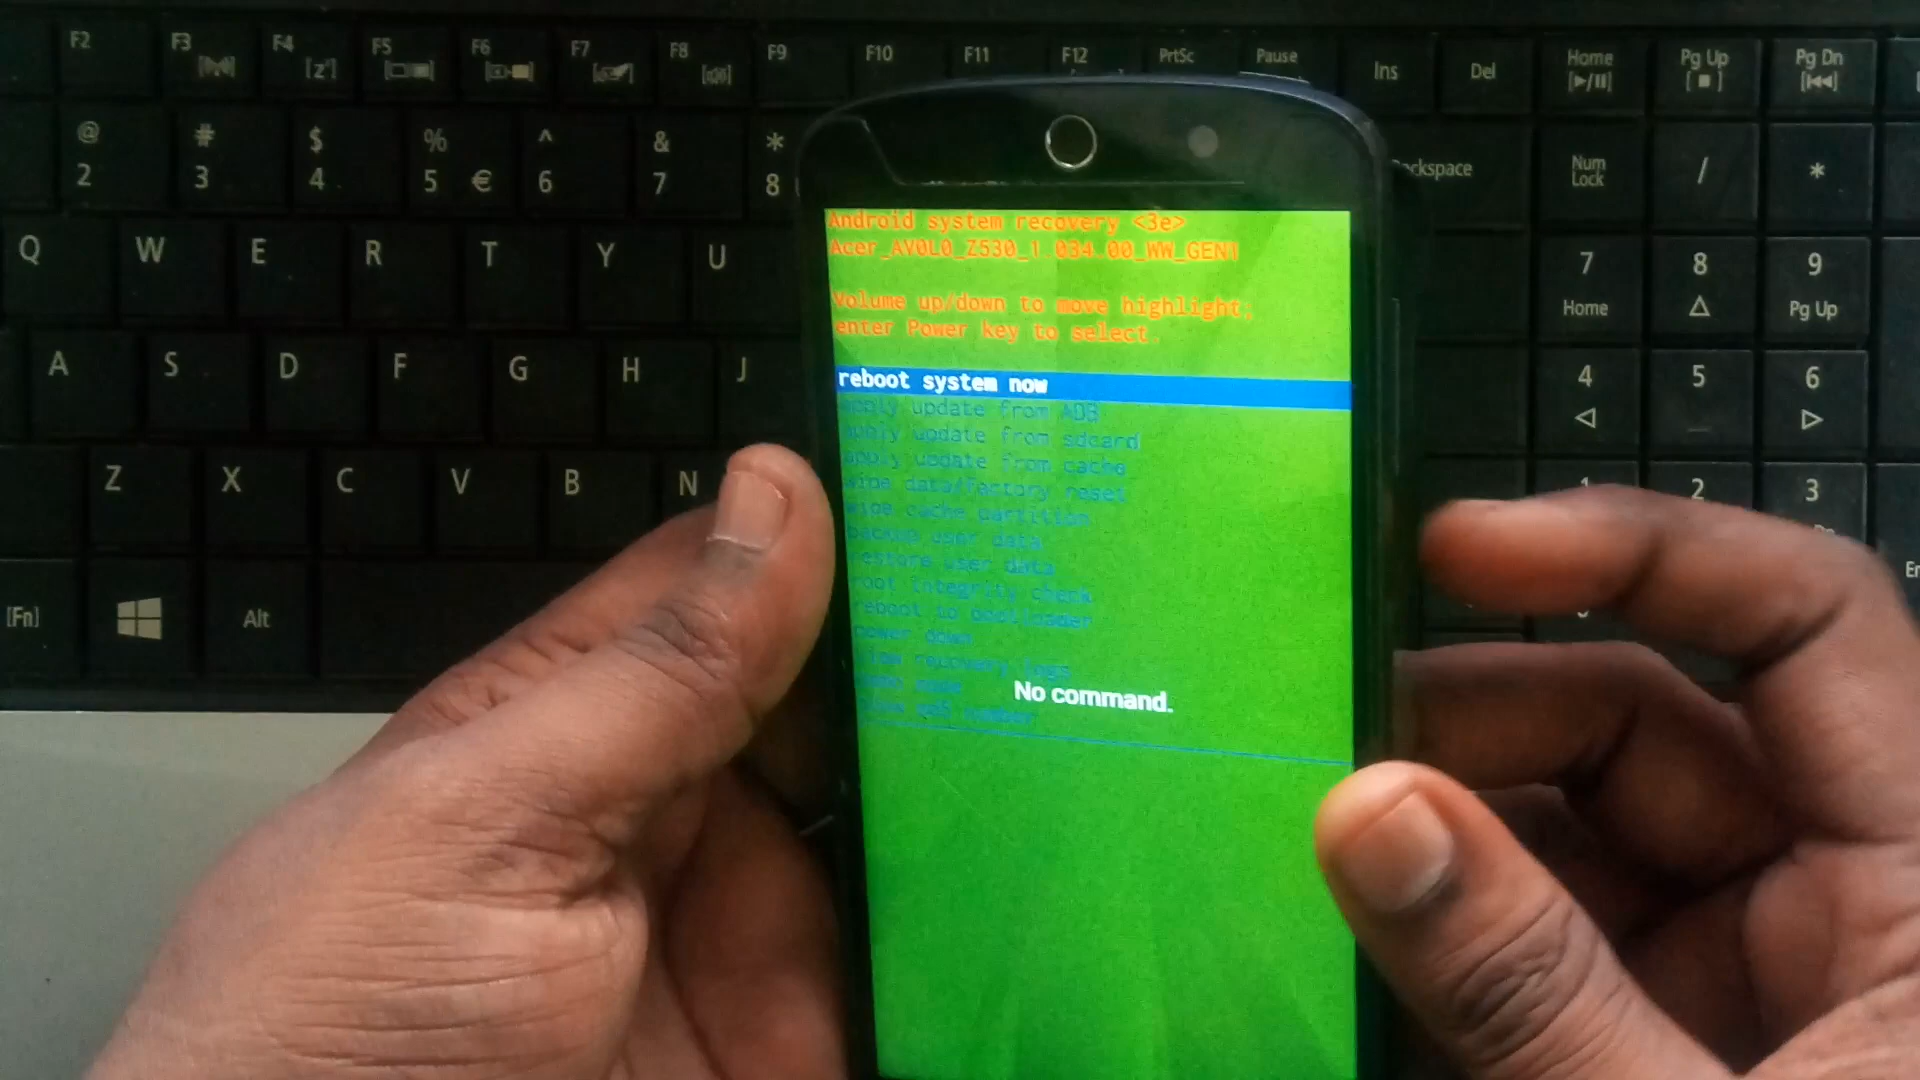 F2 F3 F4 F5 F6 F7 F8 F9 F10 F11 F12 PrtSc Pause Ins Del Home Pg Up Pg Dn
[z²]
@ # $ % ^ & *
2 3 4 5 € 6 7 8
Num Lock / *
Q W E R T Y U
7 8 9
Home Pg Up
A S D F G H J
4 5 6
Z X C V B N
1 2 3
[Fn] Alt
Android system recovery <3e>
Acer_AV0L0_Z530_1.034.00_WW_GEN1
Volume up/down to move highlight;
enter Power key to select.
reboot system now
apply update from ADB
apply update from sdcard
apply update from cache
wipe data/factory reset
wipe cache partition
backup user data
restore user data
root integrity check
reboot to bootloader
power down
view recovery logs
No command.